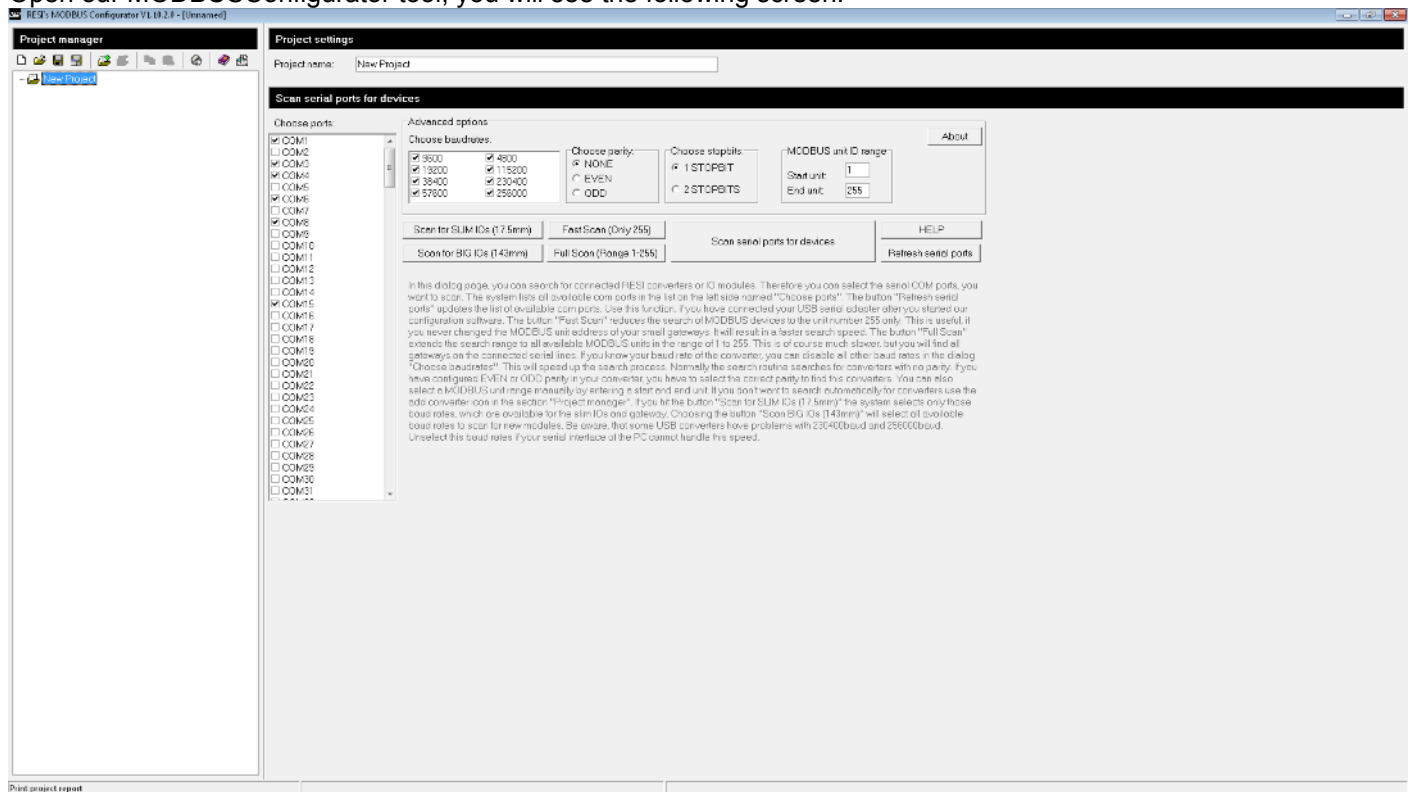 Open our MODBUSConfigurator tool, you will see the following screen:
RESI's MODBUS Configurator V1.10.2.0 - [Unnamed]
Project manager
New Project
Project settings
Project name: New Project
Scan serial ports for devices
Choose ports:
COM1
COM2
COM3
COM4
COM5
COM6
COM7
COM8
COM9
COM10
COM11
COM12
COM13
COM14
COM15
COM16
COM17
COM18
COM19
COM20
COM21
COM22
COM23
COM24
COM25
COM26
COM27
COM28
COM29
COM30
COM31
Advanced options
About
Choose baudrates:
9600 4800
19200 115200
38400 230400
57600 256000
Choose parity:
NONE
EVEN
ODD
Choose stopbits:
1 STOPBIT
2 STOPBITS
MODBUS unit ID range
Start unit: 1
End unit: 255
Scan for SLIM IOs (17.5mm) Fast Scan (Only 255) Scan serial ports for devices HELP
Scan for BIG IOs (143mm) Full Scan (Range 1-255) Refresh serial ports
In this dialog page, you can search for connected RESI converters or IO modules. Therefore you can select the serial COM ports, you
want to scan. The system lists all available com ports in the list on the left side named "Choose ports". The button "Refresh serial
ports" updates the list of available com ports. Use this function, if you have connected your USB serial adapter after you started our
configuration software. The button "Fast Scan" reduces the search of MODBUS devices to the unit number 255 only. This is useful, if
you never changed the MODBUS unit address of your small gateways. It will result in a faster search speed. The button "Full Scan"
extends the search range to all available MODBUS units in the range of 1 to 255. This is of course much slower, but you will find all
gateways on the connected serial lines. If you know your baud rate of the converter, you can disable all other baud rates in the dialog
"Choose baudrates". This will speed up the search process. Normally the search routine searches for converters with no parity. If you
have configured EVEN or ODD parity in your converter, you have to select the correct parity to find this converters. You can also
select a MODBUS unit range manually by entering a start and end unit. If you don't want to search automatically for converters use the
add converter icon in the section "Project manager". If you hit the button "Scan for SLIM IOs (17.5mm)" the system selects only those
baud rates, which are available for the slim IOs and gateway. Choosing the button "Scan BIG IOs (143mm)" will select all available
baud rates to scan for new modules. Be aware, that some USB converters have problems with 230400baud and 256000baud.
Unselect this baud rates if your serial interface of the PC cannot handle this speed.
Print project report